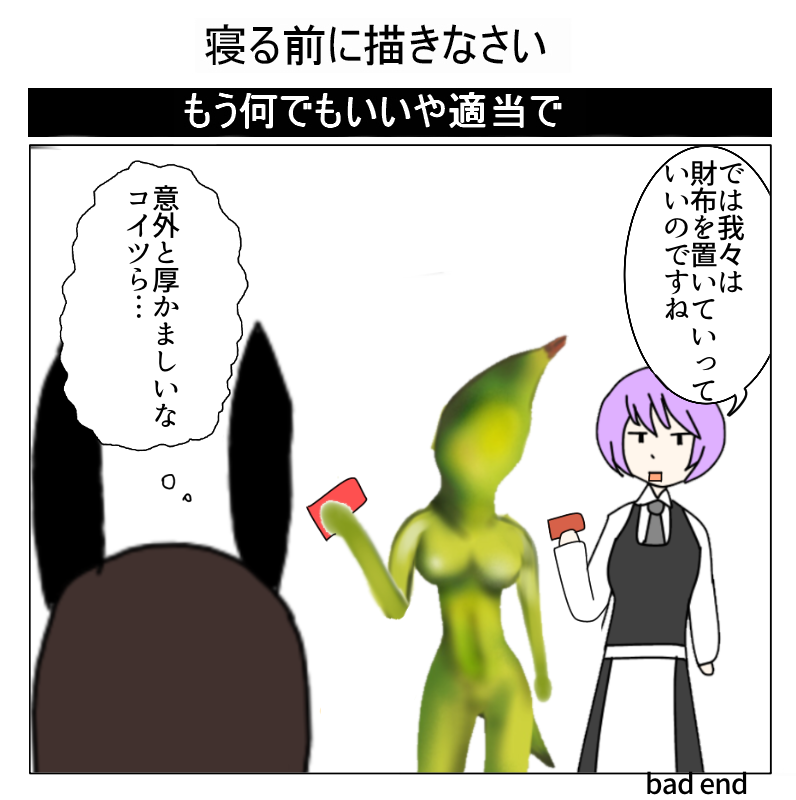 寝る前に描きなさい
もう何でもいいや適当で
では我々は
財布を置いていって
いいのですね
意外と厚かましいな
コイツら…
bad end